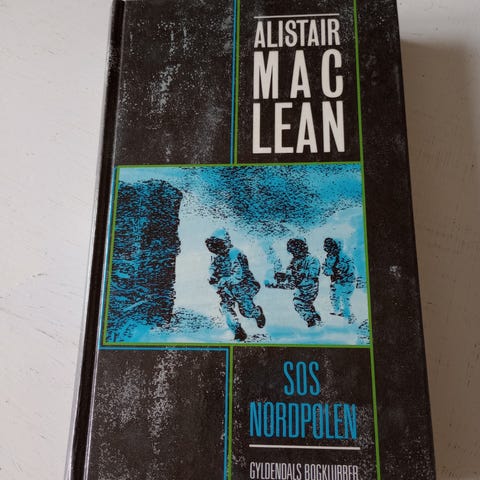 ALISTAIR
MAC
LEAN
SOS
NORDPOLEN
GYLDENDALS BOGKLUBBER